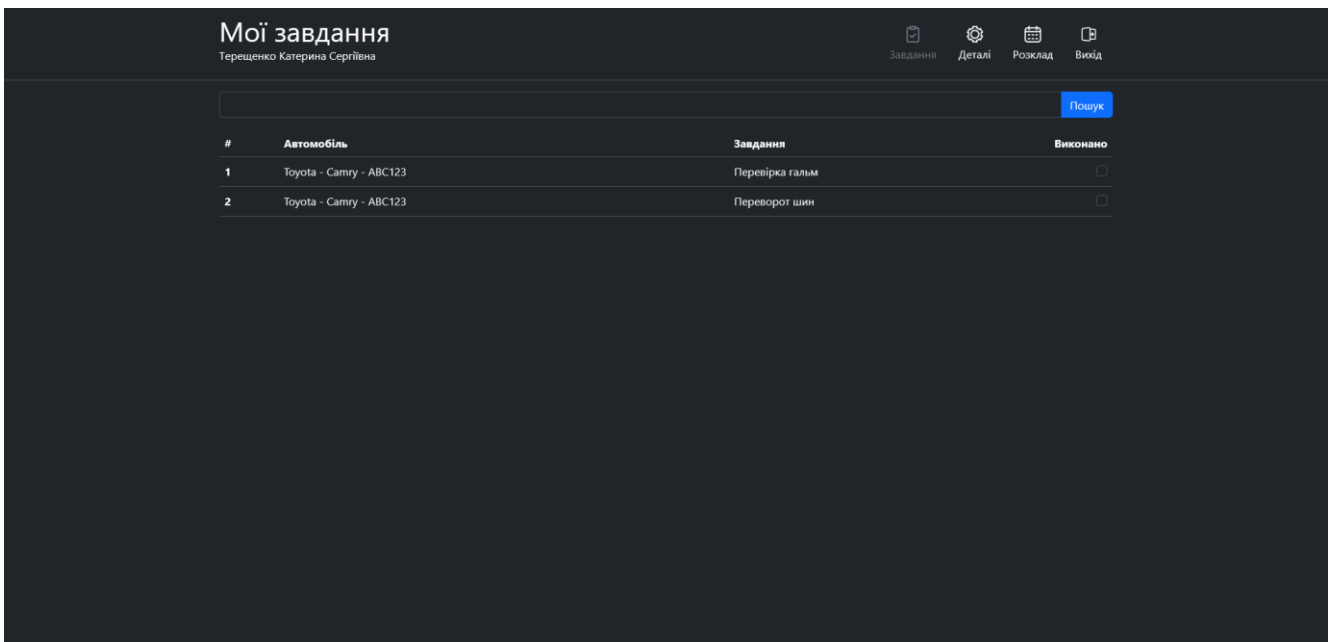 Мої завдання
Терещенко Катерина Сергіївна
Завдання Деталі Розклад Вихід
Пошук
# Автомобіль Завдання Виконано
1 Toyota - Camry - ABC123 Перевірка гальм
2 Toyota - Camry - ABC123 Переворот шин